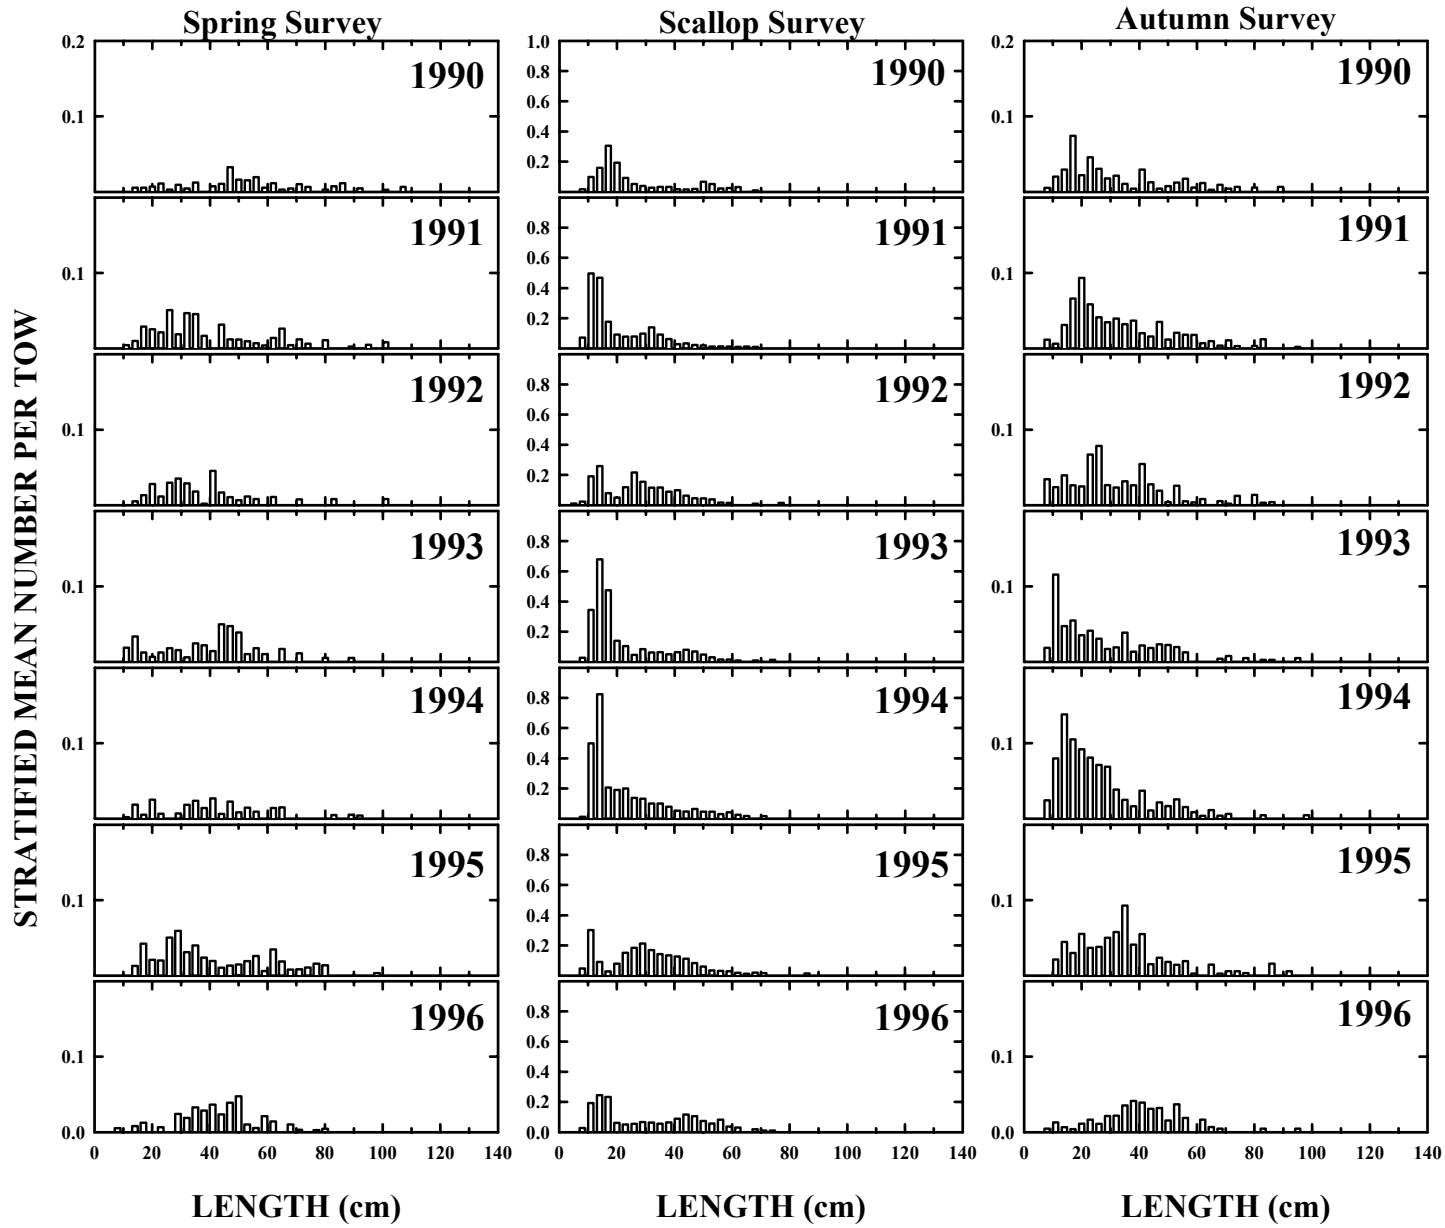 Spring Survey Scallop Survey Autumn Survey
0.2 1.0 0.2
1990 1990 1990
0.8
0.6
0.1 0.1
0.4
0.2
1991 1991 1991
0.8
0.6
0.1 0.1
0.4
0.2
1992 1992 1992
0.8
0.6
0.1 0.1
0.4
0.2
1993 1993 1993
0.8
0.6
0.1 0.1
0.4
0.2
1994 1994 1994
0.8
0.6
0.1 0.1
0.4
0.2
1995 1995 1995
0.8
0.6
0.1 0.1
0.4
0.2
1996 1996 1996
0.8
0.6
0.1 0.1
0.4
0.2
0.0 0.0 0.0
0 20 40 60 80 100 120 140 0 20 40 60 80 100 120 140 0 20 40 60 80 100 120 140
LENGTH (cm) LENGTH (cm) LENGTH (cm)
STRATIFIED MEAN NUMBER PER TOW